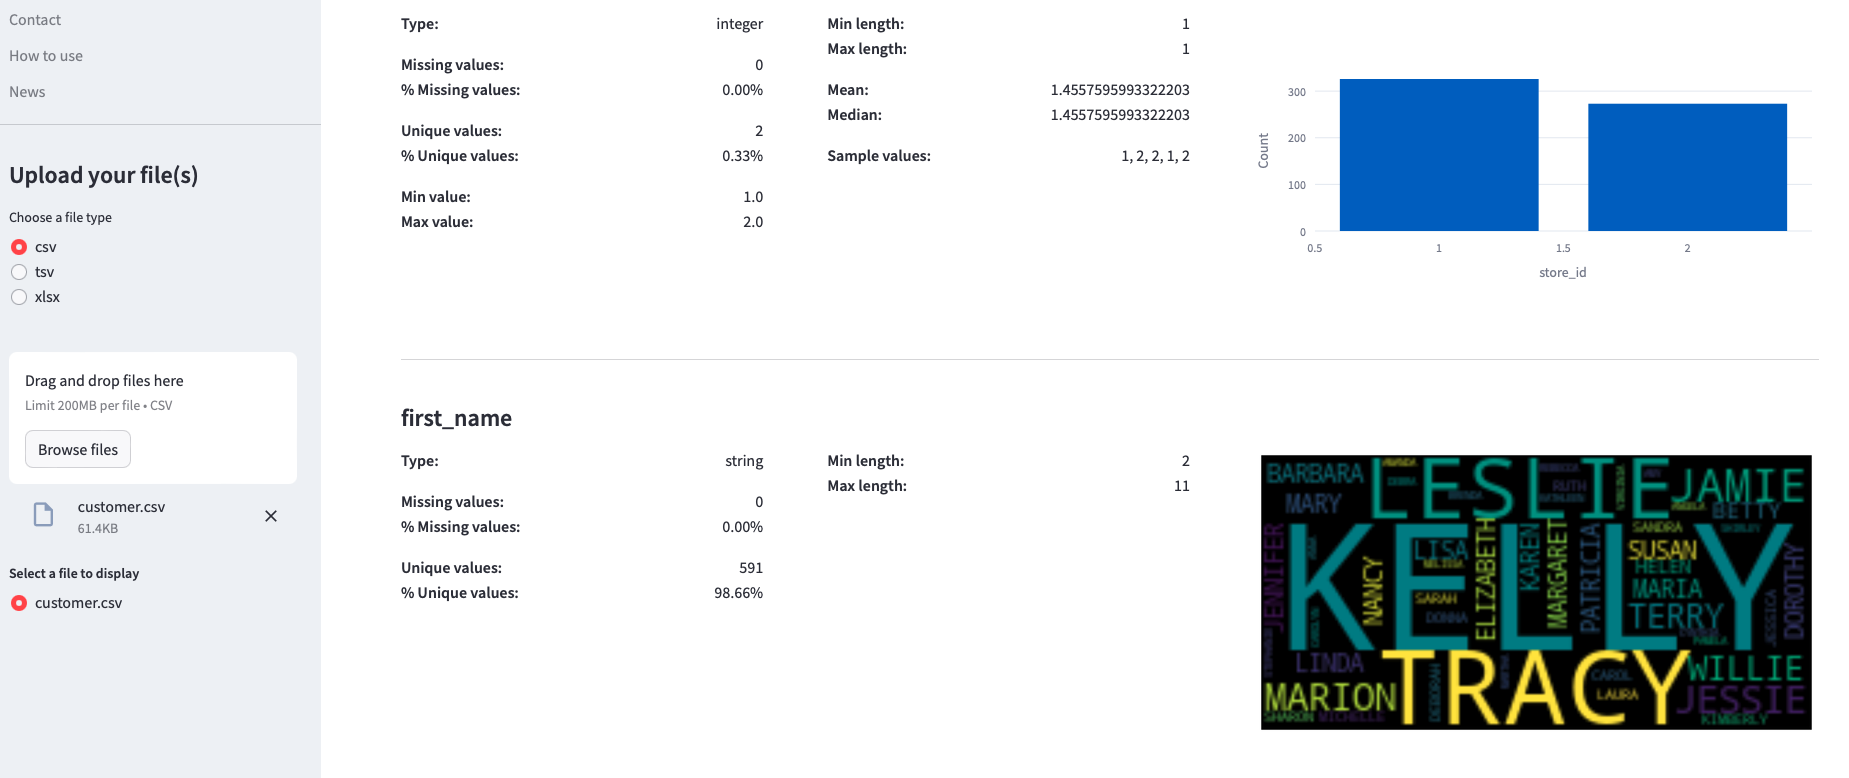 Contact
How to use
News
Upload your file(s)
Choose a file type
csv
tsv
xlsx
Drag and drop files here
Limit 200MB per file • CSV
Browse files
customer.csv
61.4KB
Select a file to display
customer.csv
Type: integer
Missing values: 0
% Missing values: 0.00%
Unique values: 2
% Unique values: 0.33%
Min value: 1.0
Max value: 2.0
Min length: 1
Max length: 1
Mean: 1.4557595993322203
Median: 1.4557595993322203
Sample values: 1, 2, 2, 1, 2
300
200
100
0
Count
0.5 1 1.5 2
store_id
first_name
Type: string
Missing values: 0
% Missing values: 0.00%
Unique values: 591
% Unique values: 98.66%
Min length: 2
Max length: 11
BARBARA
LESLIE
JAMIE
MARY
RUTH
BETTY
KELLY
JENNIFER
NANCY
LISA
ELIZABETH
KAREN
MARGARET
PATRICIA
SANDRA
SUSAN
HELEN
MARIA
TERRY
DOROTHY
JESSICA
SARAH
DONNA
LINDA
TRACY
WILLIE
MARION
DEBORAH
CAROL
LAURA
JESSIE
SHARON
MICHELLE
KIMBERLY